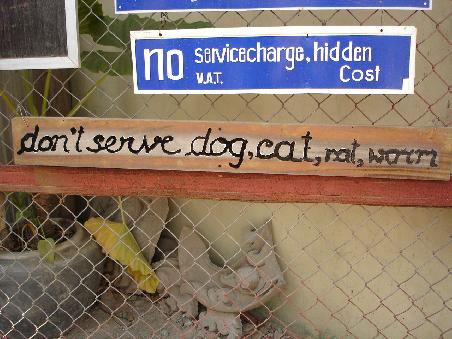 no servicecharge, hidden
V.A.T. Cost
don't serve dog, cat, rat, worm